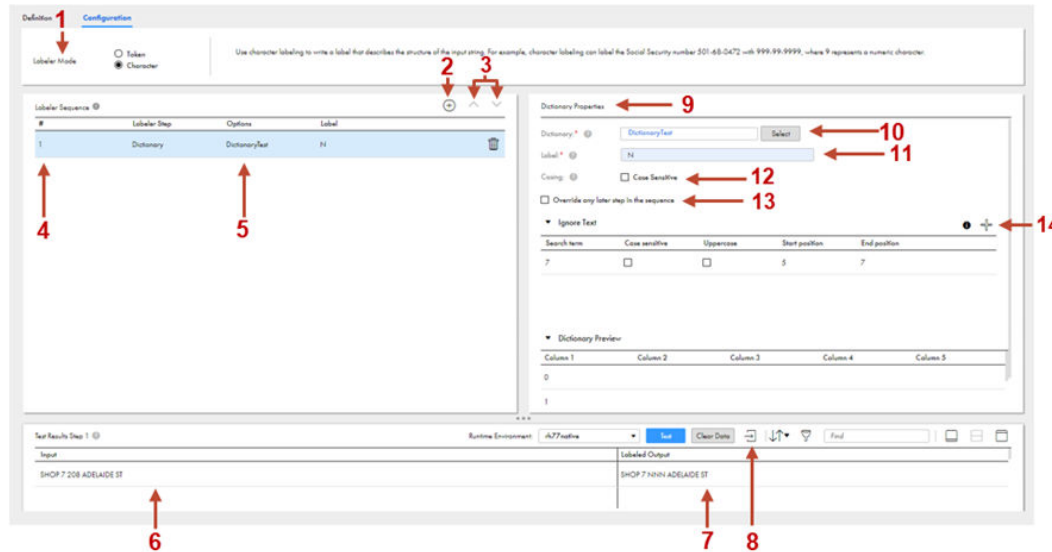 Definition 1 Configuration
Labeler Mode
Token
Character
Use character labeling to write a label that describes the structure of the input string. For example, character labeling can label the Social Security number 501-68-0472 with 999-99-9999, where 9 represents a numeric character.
2 3
Labeler Sequence
# Labeler Step Options Label
1 Dictionary DictionaryTest N
4 5
Dictionary Properties 9
Dictionary:* DictionaryTest Select 10
Label:* N 11
Casing: Case Sensitive 12
Override any later step in the sequence 13
Ignore Text 14
Search term Case sensitive Uppercase Start position End position
7 5 7
Dictionary Preview
Column 1 Column 2 Column 3 Column 4 Column 5
0
1
Test Results Step 1 Runtime Environment: Test Clear Data Find
Input Labeled Output
SHOP 7 208 ADELAIDE ST SHOP 7 NNN ADELAIDE ST
6 7 8